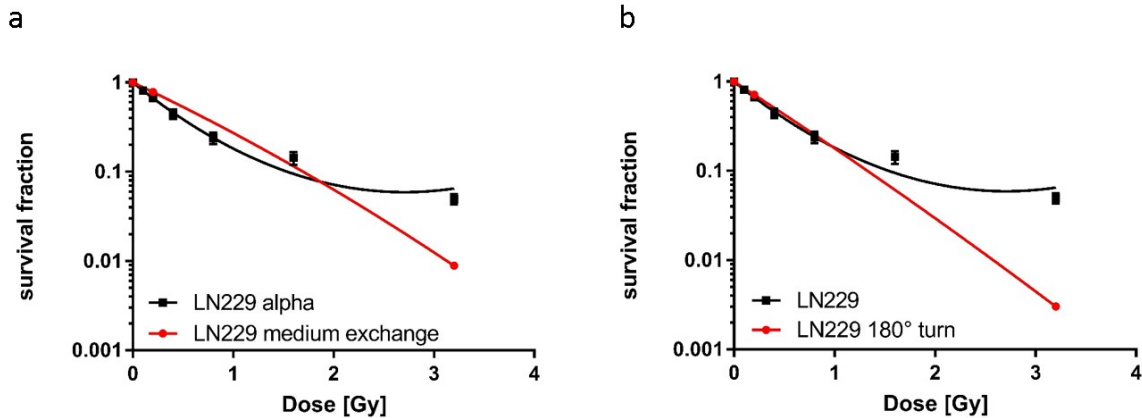 a
1
0.1
0.01
0.001
survival fraction
LN229 alpha
LN229 medium exchange
0 1 2 3 4
Dose [Gy]
b
1
0.1
0.01
0.001
survival fraction
LN229
LN229 180° turn
0 1 2 3 4
Dose [Gy]